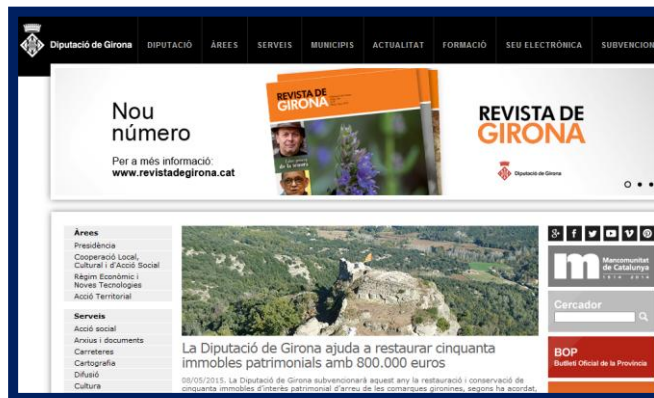 Diputació de Girona DIPUTACIÓ ÀREES SERVEIS MUNICIPIS ACTUALITAT FORMACIÓ SEU ELECTRÒNICA SUBVENCION
Nou
número
Per a més informació:
www.revistadegirona.cat
REVISTA DE
GIRONA
REVISTA DE
GIRONA
Diputació de Girona
Àrees
Presidència
Cooperació Local,
Cultural i d'Acció Social
Règim Econòmic i
Noves Tecnologies
Acció Territorial
Serveis
Acció social
Arxius i documents
Carreteres
Cartografia
Difusió
Cultura
La Diputació de Girona ajuda a restaurar cinquanta
immobles patrimonials amb 800.000 euros
08/05/2015. La Diputació de Girona subvencionarà aquest any la restauració i conservació de
cinquanta immobles d'interès patrimonial d'arreu de les comarques gironines, segons ha acordat,
Mancomunitat
de Catalunya
Cercador
BOP
Butlletí Oficial de la Província